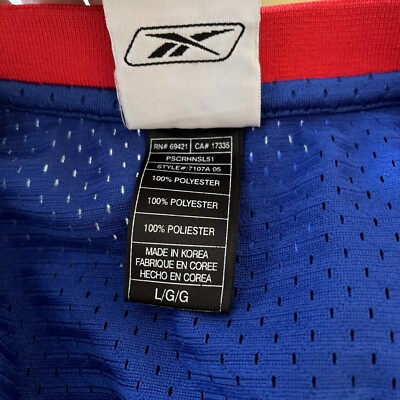 RN# 69421 CA# 17335
PSCRHNSL51
STYLE#:7107A 05
100% POLYESTER
100% POLYESTER
100% POLYESTER
MADE IN KOREA
FABRIQUE EN COREE
HECHO EN COREA
L/G/G